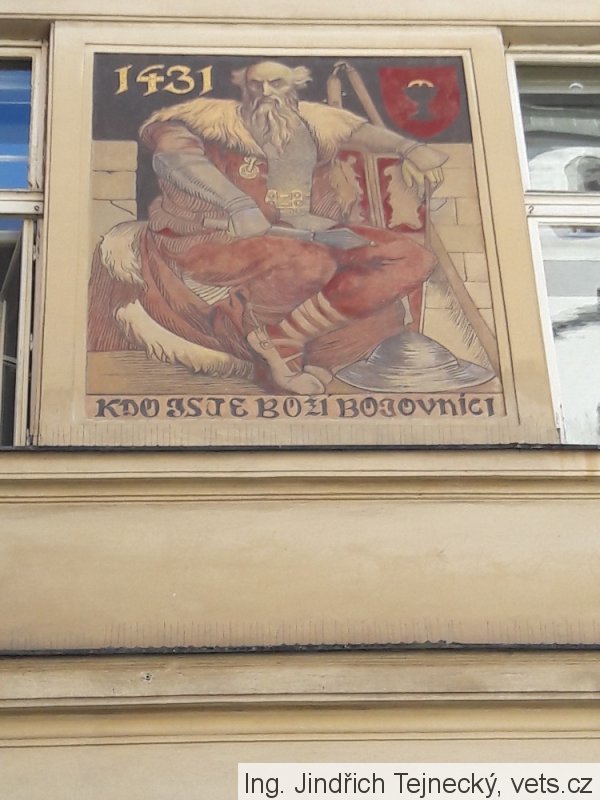 1431
KDO JSTE BOŽÍ BOJOVNÍCI
Ing. Jindřich Tejnecký, vets.cz